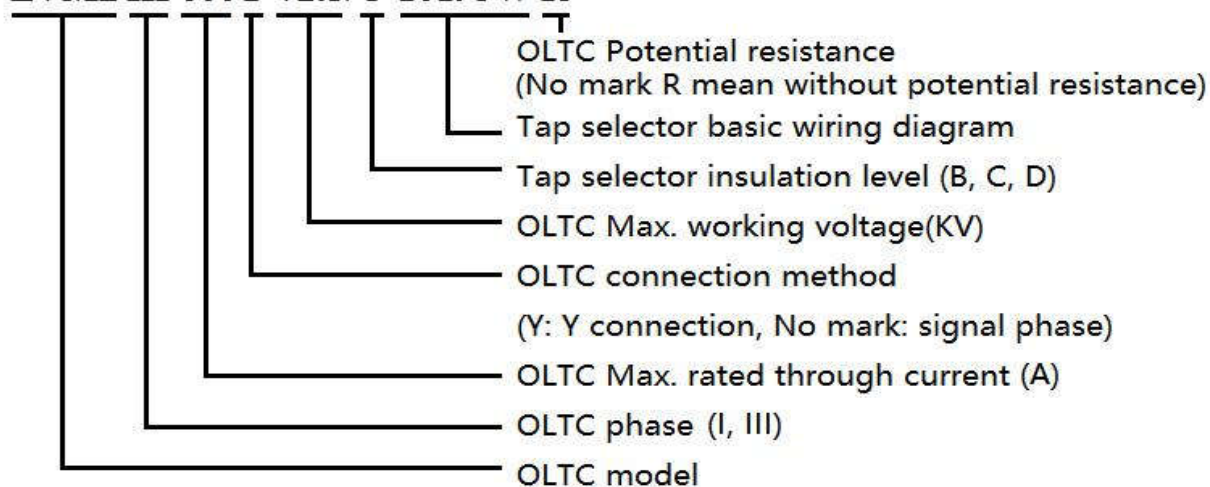 OLTC Potential resistance
(No mark R mean without potential resistance)
Tap selector basic wiring diagram
Tap selector insulation level (B, C, D)
OLTC Max. working voltage(KV)
OLTC connection method
(Y: Y connection, No mark: signal phase)
OLTC Max. rated through current (A)
OLTC phase (I, III)
OLTC model